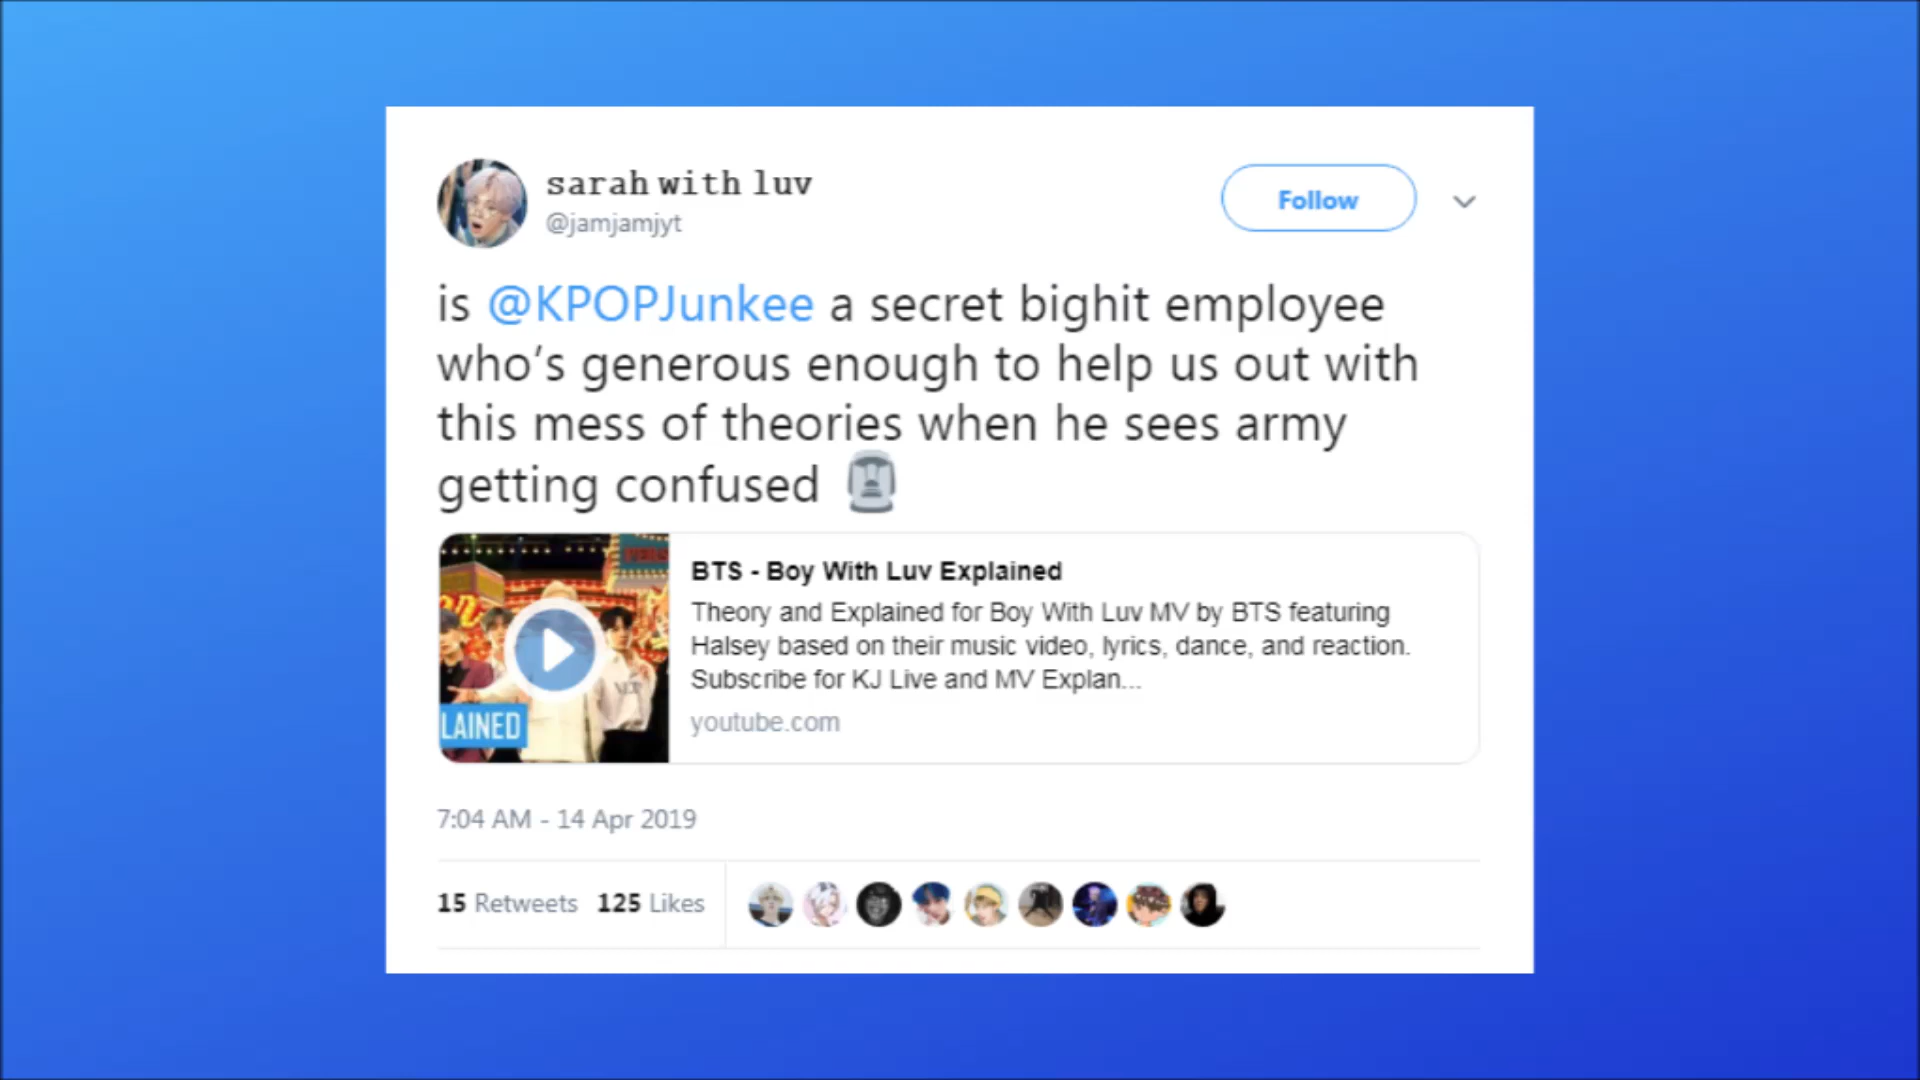 sarah with luv
@jamjamjyt
Follow
is @KPOPJunkee a secret bighit employee
who’s generous enough to help us out with
this mess of theories when he sees army
getting confused
LAINED
BTS - Boy With Luv Explained
Theory and Explained for Boy With Luv MV by BTS featuring
Halsey based on their music video, lyrics, dance, and reaction.
Subscribe for KJ Live and MV Explan...
youtube.com
7:04 AM - 14 Apr 2019
15 Retweets 125 Likes